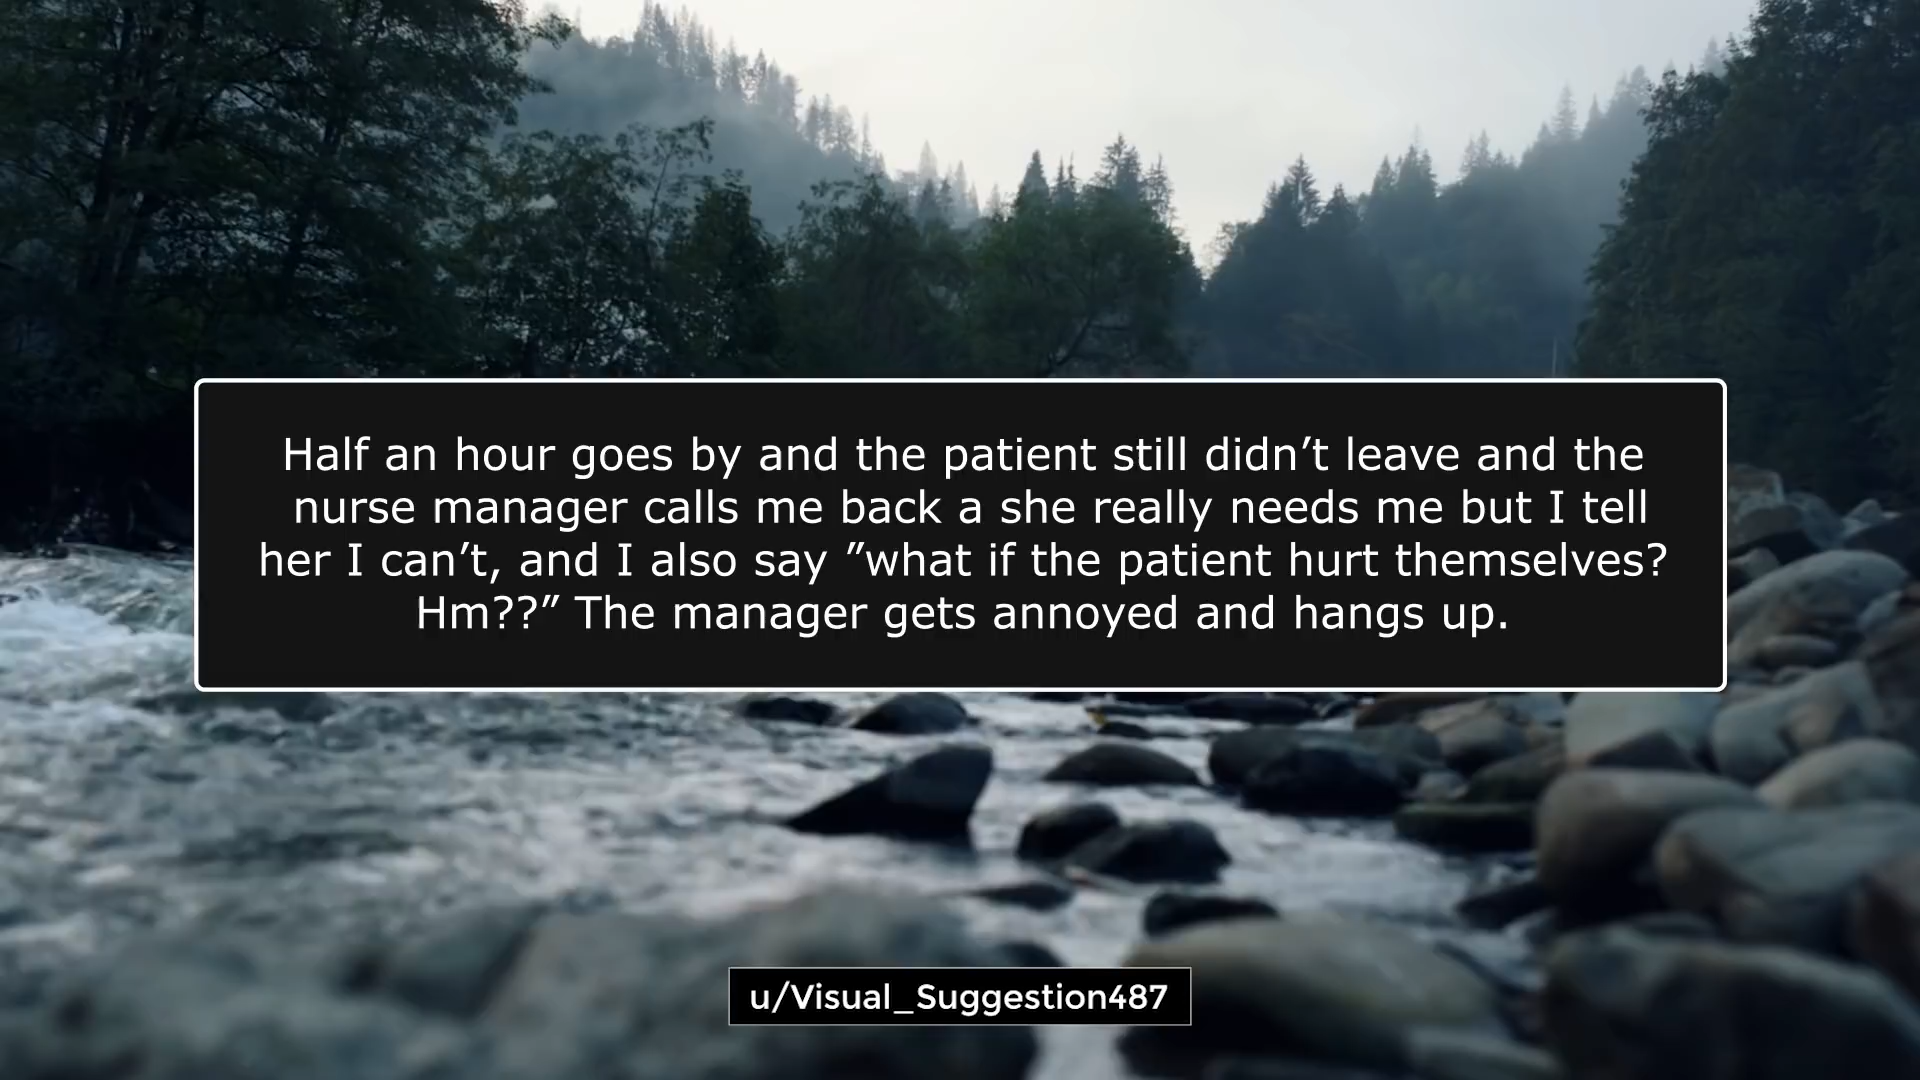 Half an hour goes by and the patient still didn’t leave and the
nurse manager calls me back a she really needs me but I tell
her I can’t, and I also say ”what if the patient hurt themselves?
Hm??” The manager gets annoyed and hangs up.
u/Visual_Suggestion487